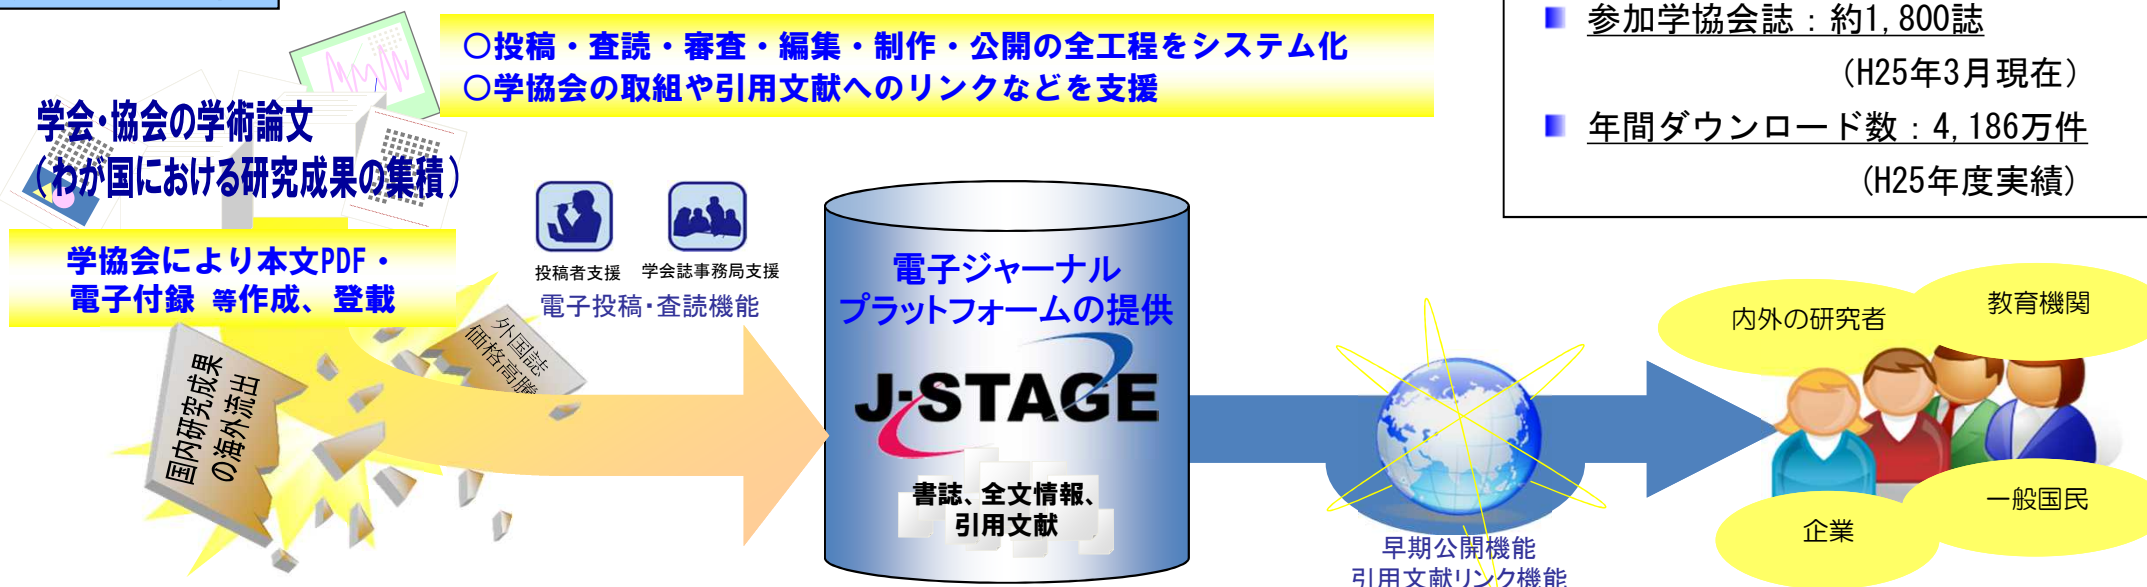 ○投稿・査読・審査・編集・制作・公開の全工程をシステム化
○学協会の取組や引用文献へのリンクなどを支援
参加学協会誌：約1,800誌
（H25年3月現在）
年間ダウンロード数：4,186万件
（H25年度実績）
学会・協会の学術論文
（わが国における研究成果の集積）
学協会により本文PDF・
電子付録 等作成、登載
投稿者支援
学会誌事務局支援
電子投稿・査読機能
外国誌
価格高騰
国内研究成果
の海外流出
電子ジャーナル
プラットフォームの提供
J-STAGE
書誌、全文情報、
引用文献
早期公開機能
引用文献リンク機能
内外の研究者
教育機関
企業
一般国民